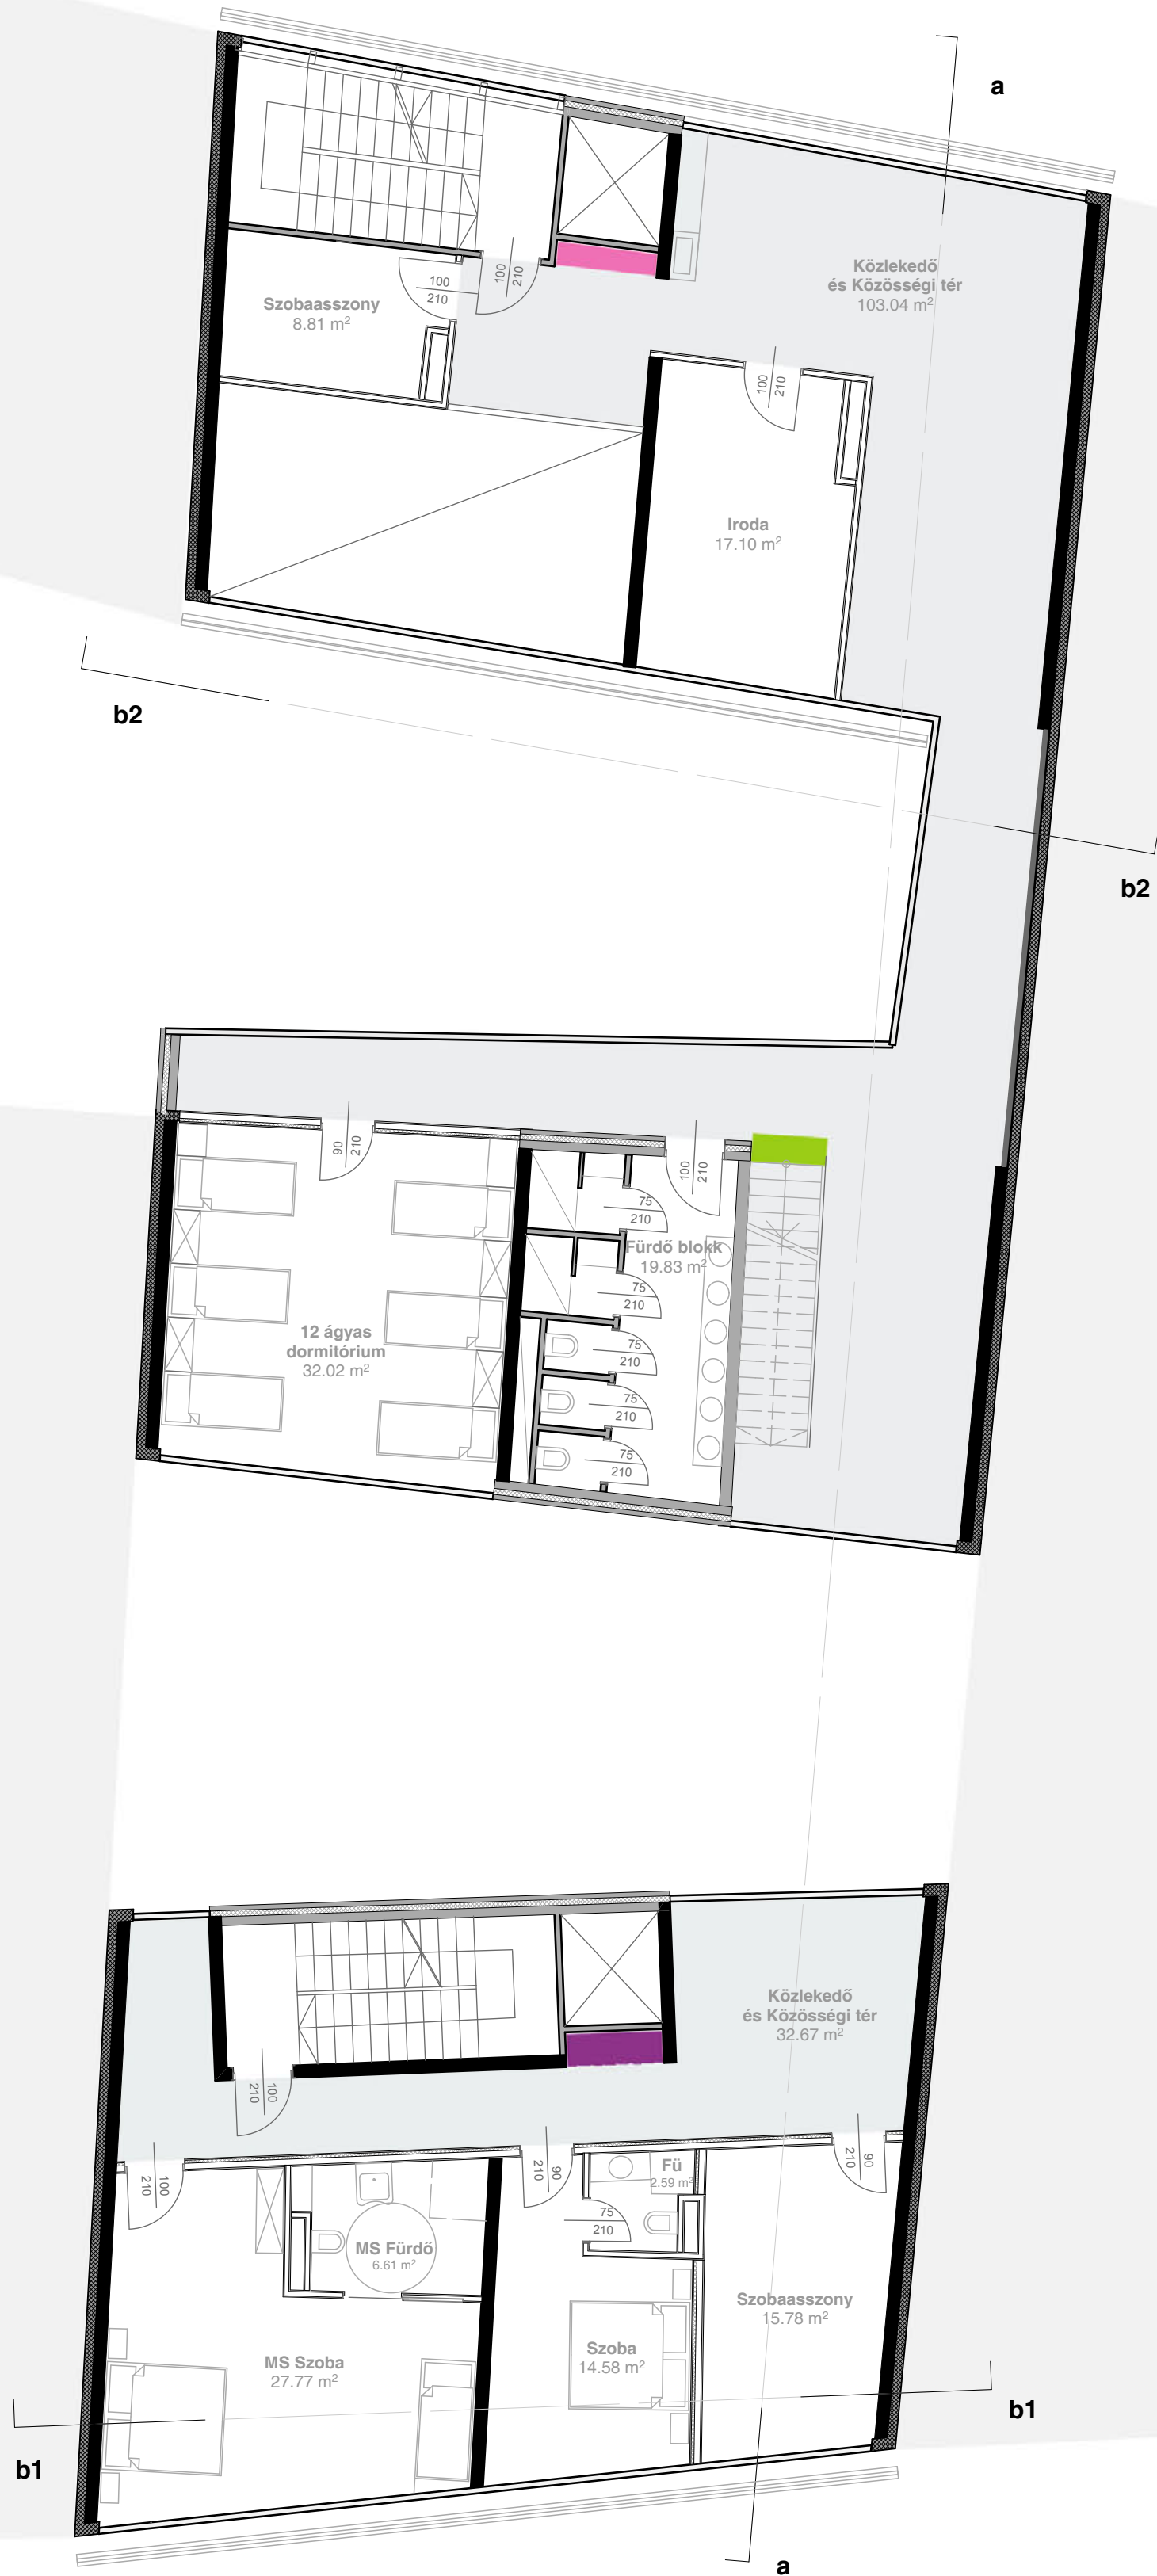 a
Közlekedő
és Közösségi tér
103.04 m²
100
210
100
210
Szobaasszony
8.81 m²
100
210
Iroda
17.10 m²
b2
b2
90
210
100
210
75
210
Fürdő blokk
19.83 m²
75
210
12 ágyas
dormitórium
32.02 m²
75
210
75
210
75
210
Közlekedő
és Közösségi tér
32.67 m²
100
210
100
210
90
210
90
210
Fü
2.59 m²
75
210
MS Fürdő
6.61 m²
Szobaasszony
15.78 m²
Szoba
14.58 m²
MS Szoba
27.77 m²
b1
b1
a